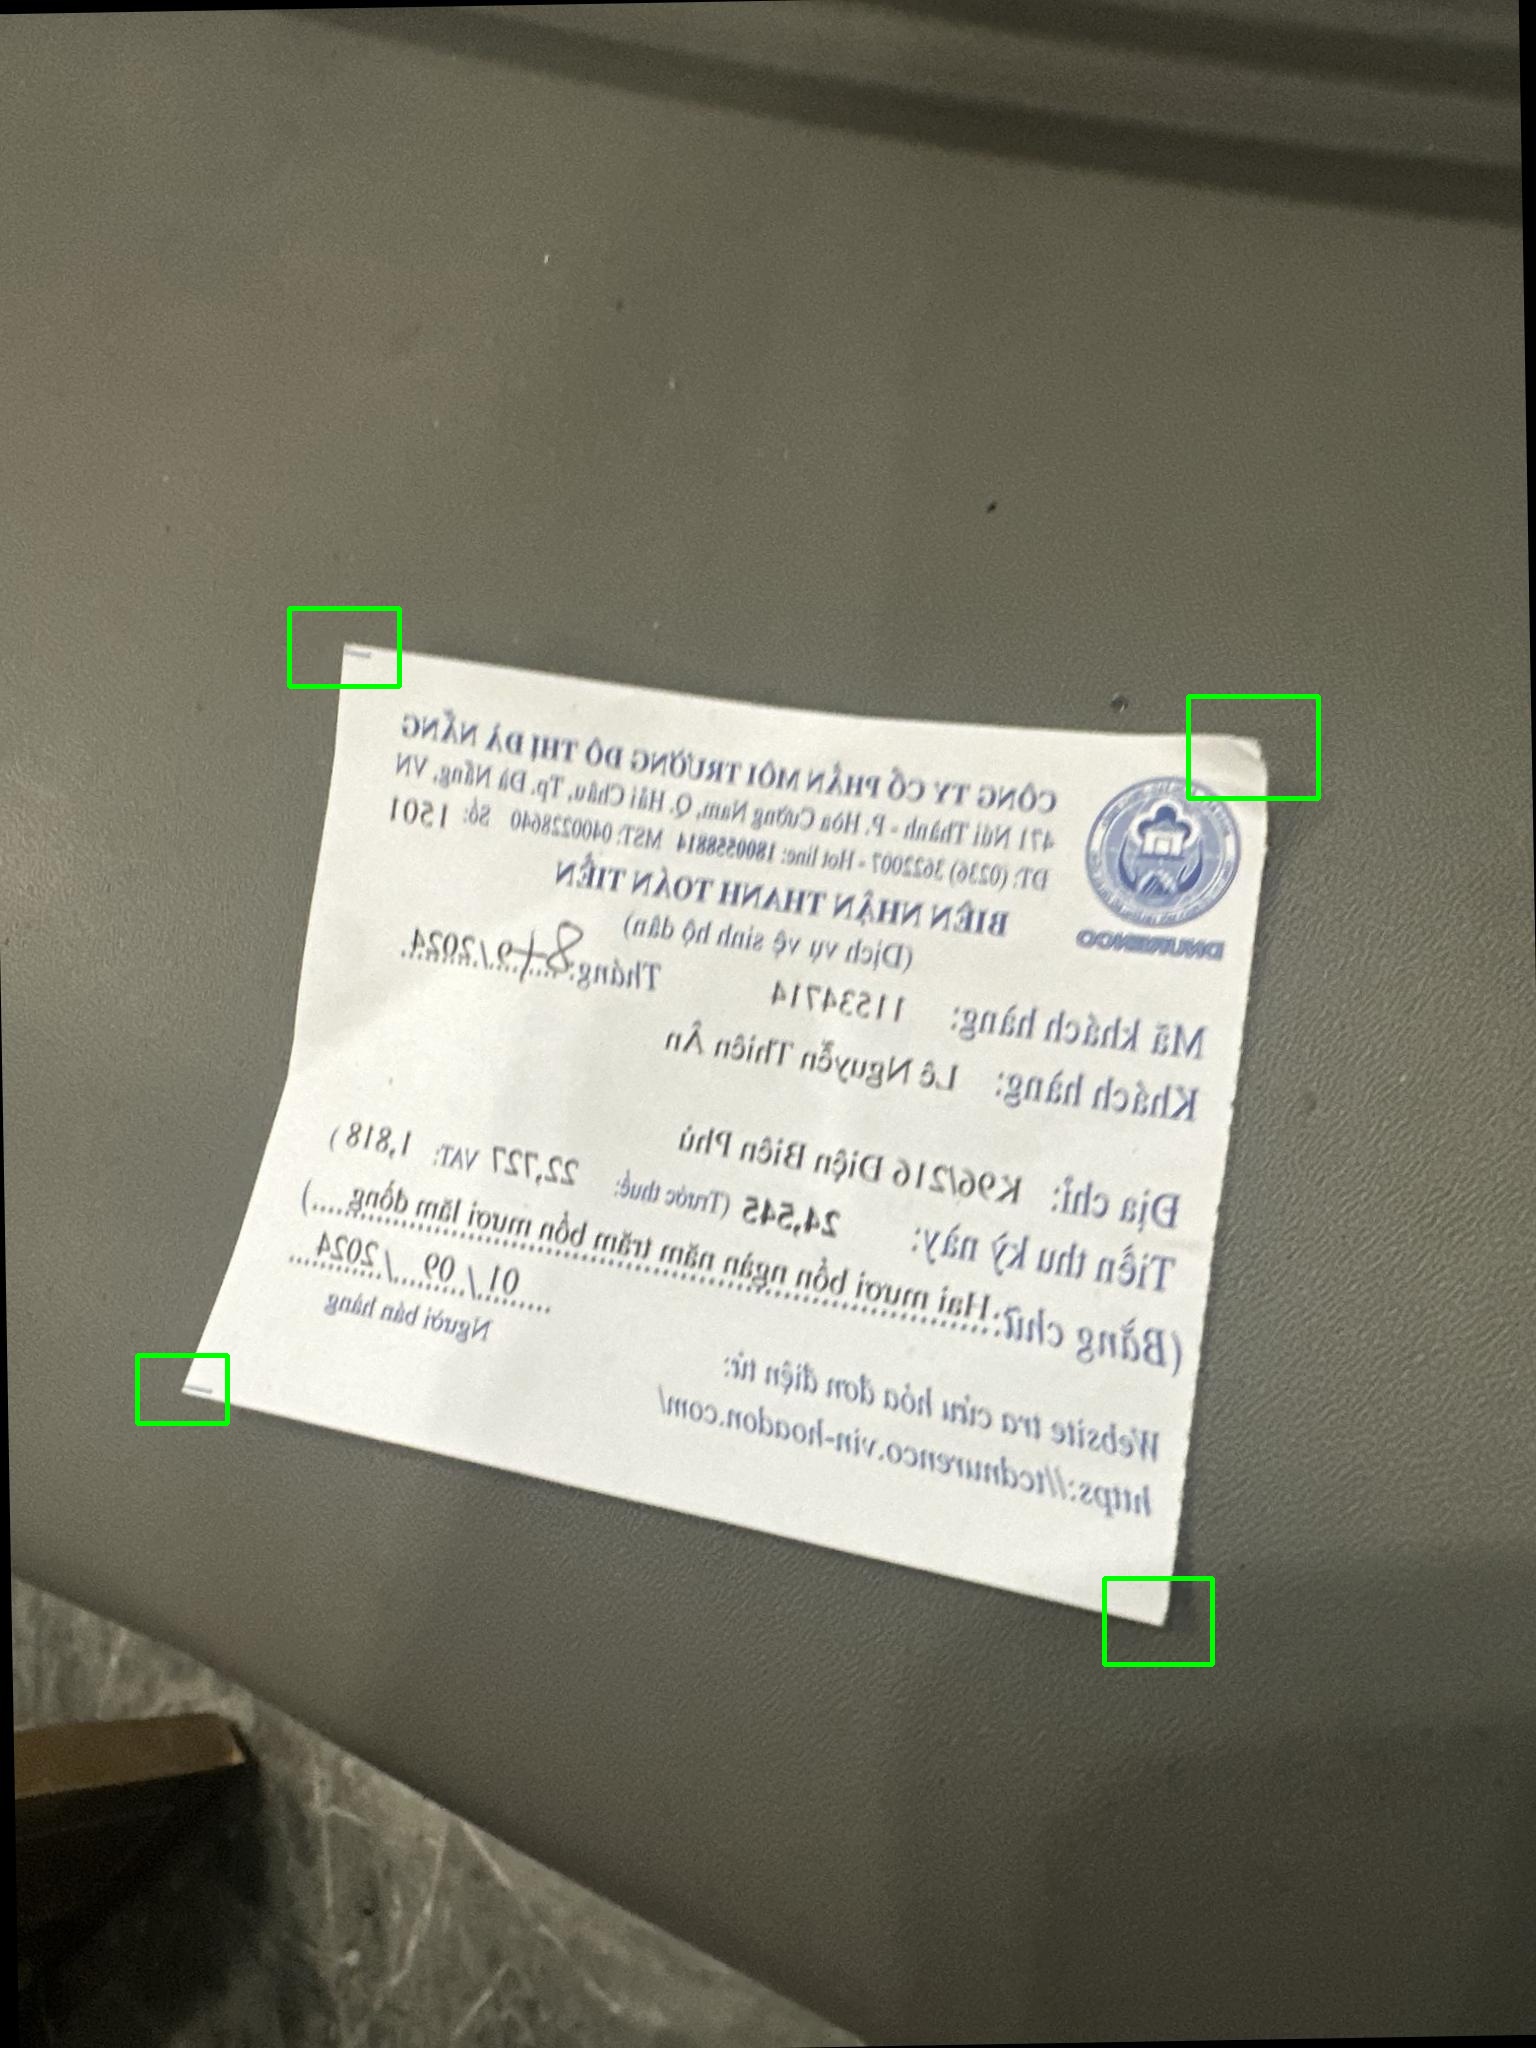 CÔNG TY CỔ PHẦN MÔI TRƯỜNG ĐÔ THỊ ĐÀ NẴNG
471 Núi Thành - P. Hòa Cường Nam, Q. Hải Châu, Tp. Đà Nẵng, VN
ĐT: (0236) 3622007 - Hot line: 1800558814 MST: 0400228640 Số: 1501
DNURENCO
BIÊN NHẬN THANH TOÁN TIỀN
(Dịch vụ vệ sinh hộ dân)
Tháng:8+9/2024
Mã khách hàng: 11534714
Khách hàng: Lê Nguyễn Thiên Ân
Địa chỉ: K96/216 Điện Biên Phủ
Tiền thu kỳ này: 24,545 (Trước thuế: 22,727 VAT: 1,818 )
(Bằng chữ: Hai mươi bốn ngàn năm trăm bốn mươi lăm đồng.....)
01 / 09 / 2024
Người bán hàng
Website tra cứu hóa đơn điện tử:
https://tcdnurenco.vin-hoadon.com/